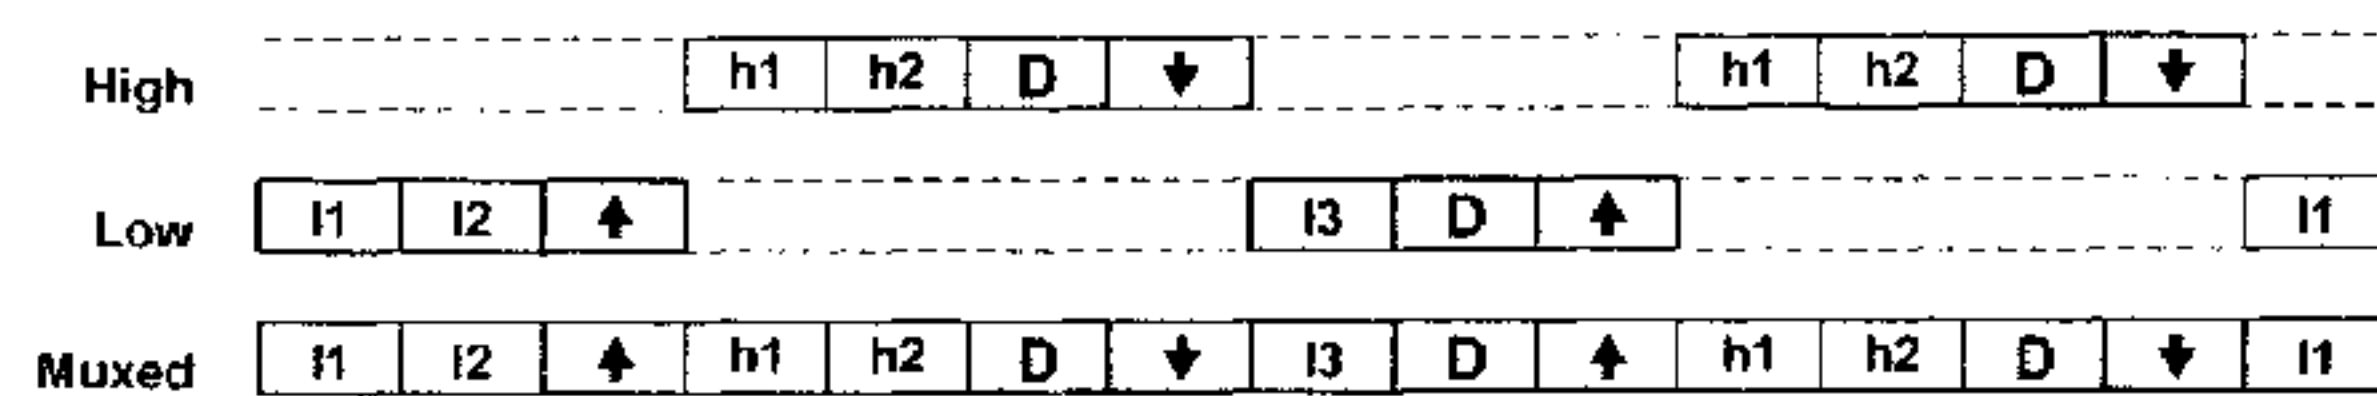 High h1 h2 D ↓ h1 h2 D ↓
Low l1 l2 ↑ l3 D ↑ l1
Muxed l1 l2 ↑ h1 h2 D ↓ l3 D ↑ h1 h2 D ↓ l1